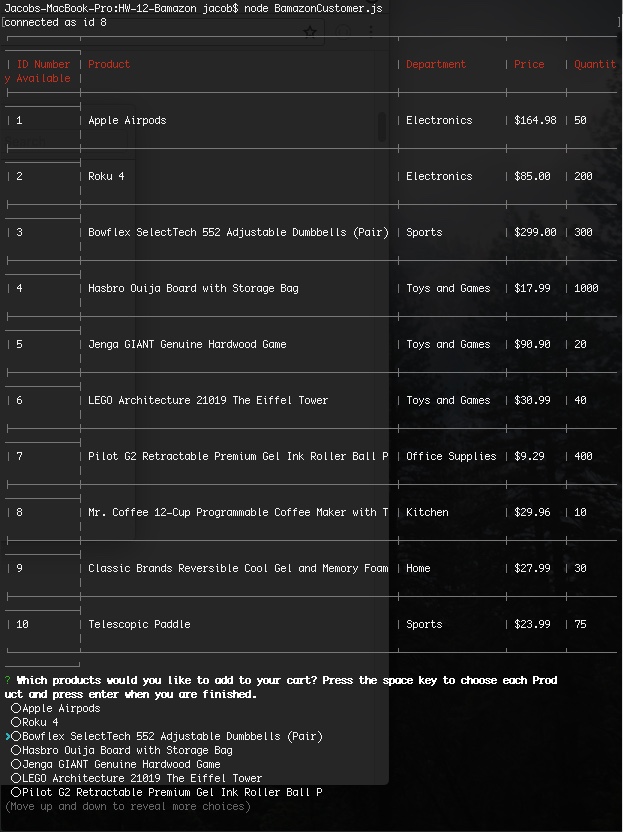 Jacobs-MacBook-Pro:HW-12-Bamazon jacob$ node BamazonCustomer.js
[connected as id 8 ]
| ID Number | Product | Department | Price | Quantit
y Available
| 1 | Apple Airpods | Electronics | $164.98 | 50
| 2 | Roku 4 | Electronics | $85.00 | 200
| 3 | Bowflex SelectTech 552 Adjustable Dumbbells (Pair) | Sports | $299.00 | 300
| 4 | Hasbro Ouija Board with Storage Bag | Toys and Games | $17.99 | 1000
| 5 | Jenga GIANT Genuine Hardwood Game | Toys and Games | $90.90 | 20
| 6 | LEGO Architecture 21019 The Eiffel Tower | Toys and Games | $30.99 | 40
| 7 | Pilot G2 Retractable Premium Gel Ink Roller Ball P | Office Supplies | $9.29 | 400
| 8 | Mr. Coffee 12-Cup Programmable Coffee Maker with T | Kitchen | $29.96 | 10
| 9 | Classic Brands Reversible Cool Gel and Memory Foam | Home | $27.99 | 30
| 10 | Telescopic Paddle | Sports | $23.99 | 75
? Which products would you like to add to your cart? Press the space key to choose each Prod
uct and press enter when you are finished.
◯Apple Airpods
◯Roku 4
❯◯Bowflex SelectTech 552 Adjustable Dumbbells (Pair)
◯Hasbro Ouija Board with Storage Bag
◯Jenga GIANT Genuine Hardwood Game
◯LEGO Architecture 21019 The Eiffel Tower
◯Pilot G2 Retractable Premium Gel Ink Roller Ball P
(Move up and down to reveal more choices)